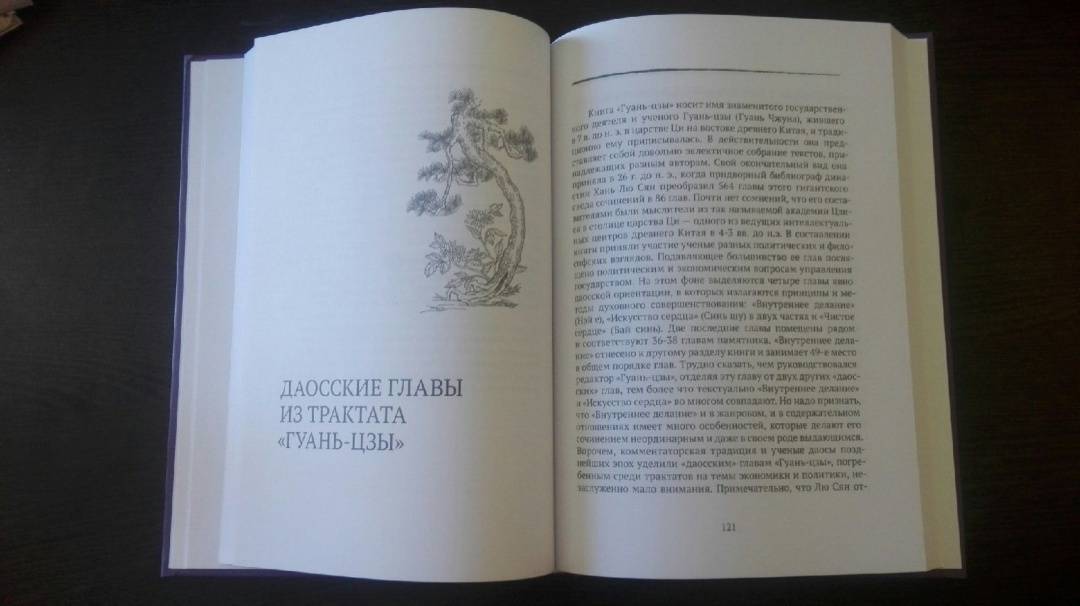 ДАОССКИЕ ГЛАВЫ
ИЗ ТРАКТАТА
«ГУАНЬ-ЦЗЫ»
Книга «Гуань-цзы» носит имя знаменитого государствен-
ного деятеля и ученого Гуань-цзы (Гуань Чжуна), жившего
в 7 в. до н. э. в царстве Ци на востоке древнего Китая, и тради-
ционно ему приписывалась. В действительности она пред-
ставляет собой довольно эклектичное собрание текстов, при-
надлежащих разным авторам. Свой окончательный вид она
приняла в 26 г. до н. э., когда придворный библиограф дина-
стии Хань Лю Сян преобразил 564 главы этого гигантского
свода сочинений в 86 глав. Почти нет сомнений, что его соста-
вителями были мыслители из так называемой академии Цзи-
ся в столице царства Ци — одного из ведущих интеллектуаль-
ных центров древнего Китая в 4-3 вв. до н.э. В составлении
книги приняли участие ученые разных политических и фило-
софских взглядов. Подавляющее большинство ее глав посвя-
щено политическим и экономическим вопросам управления
государством. На этом фоне выделяются четыре главы явно
даосской ориентации, в которых излагаются принципы и ме-
тоды духовного совершенствования: «Внутреннее делание»
(Нэй е), «Искусство сердца» (Синь шу) в двух частях и «Чистое
сердце» (Бай синь). Две последние главы помещены рядом
и соответствуют 36-38 главам памятника. «Внутреннее дела-
ние» отнесено к другому разделу книги и занимает 49-е место
в общем порядке глав. Трудно сказать, чем руководствовался
редактор «Гуань-цзы», отделяя эту главу от двух других «даос-
ских» глав, тем более что текстуально «Внутреннее делание»
и «Искусство сердца» во многом совпадают. Но надо признать,
что «Внутреннее делание» и в жанровом, и в содержательном
отношениях имеет много особенностей, которые делают его
сочинением неординарным и даже в своем роде выдающимся.
Впрочем, комментаторская традиция и ученые даосы позд-
нейших эпох уделили «даосским» главам «Гуань-цзы», погре-
бенным среди трактатов на темы экономики и политики, не-
заслуженно мало внимания. Примечательно, что Лю Сян от-
121